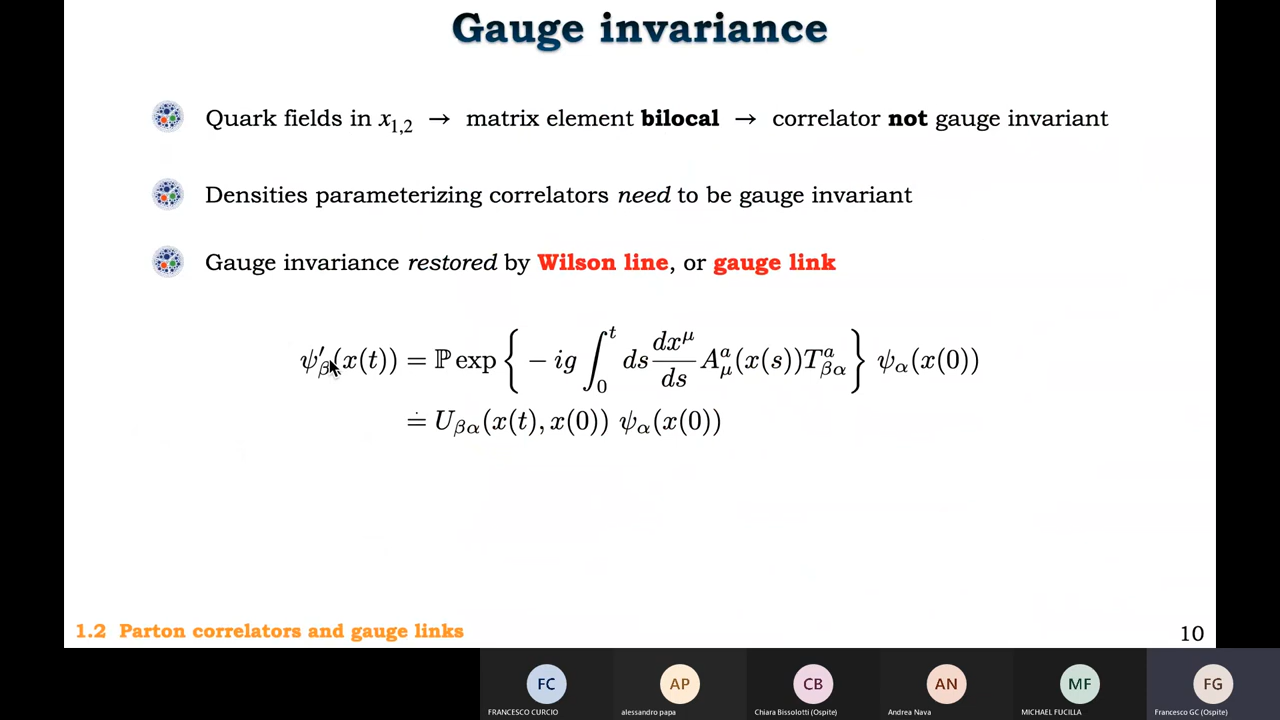 Gauge invariance
Quark fields in x₁,₂ → matrix element bilocal → correlator not gauge invariant
Densities parameterizing correlators need to be gauge invariant
Gauge invariance restored by Wilson line, or gauge link
ψ′_β(x(t)) = ℙ exp { − ig ∫₀ᵗ ds dx^μ/ds A^a_μ(x(s))T^a_βα } ψ_α(x(0))
≐ U_βα(x(t), x(0)) ψ_α(x(0))
1.2 Parton correlators and gauge links
10
FC AP CB AN MF FG
FRANCESCO CURCIO alessandro papa Chiara Bissolotti (Ospite) Andrea Nava MICHAEL FUCILLA Francesco GC (Ospite)